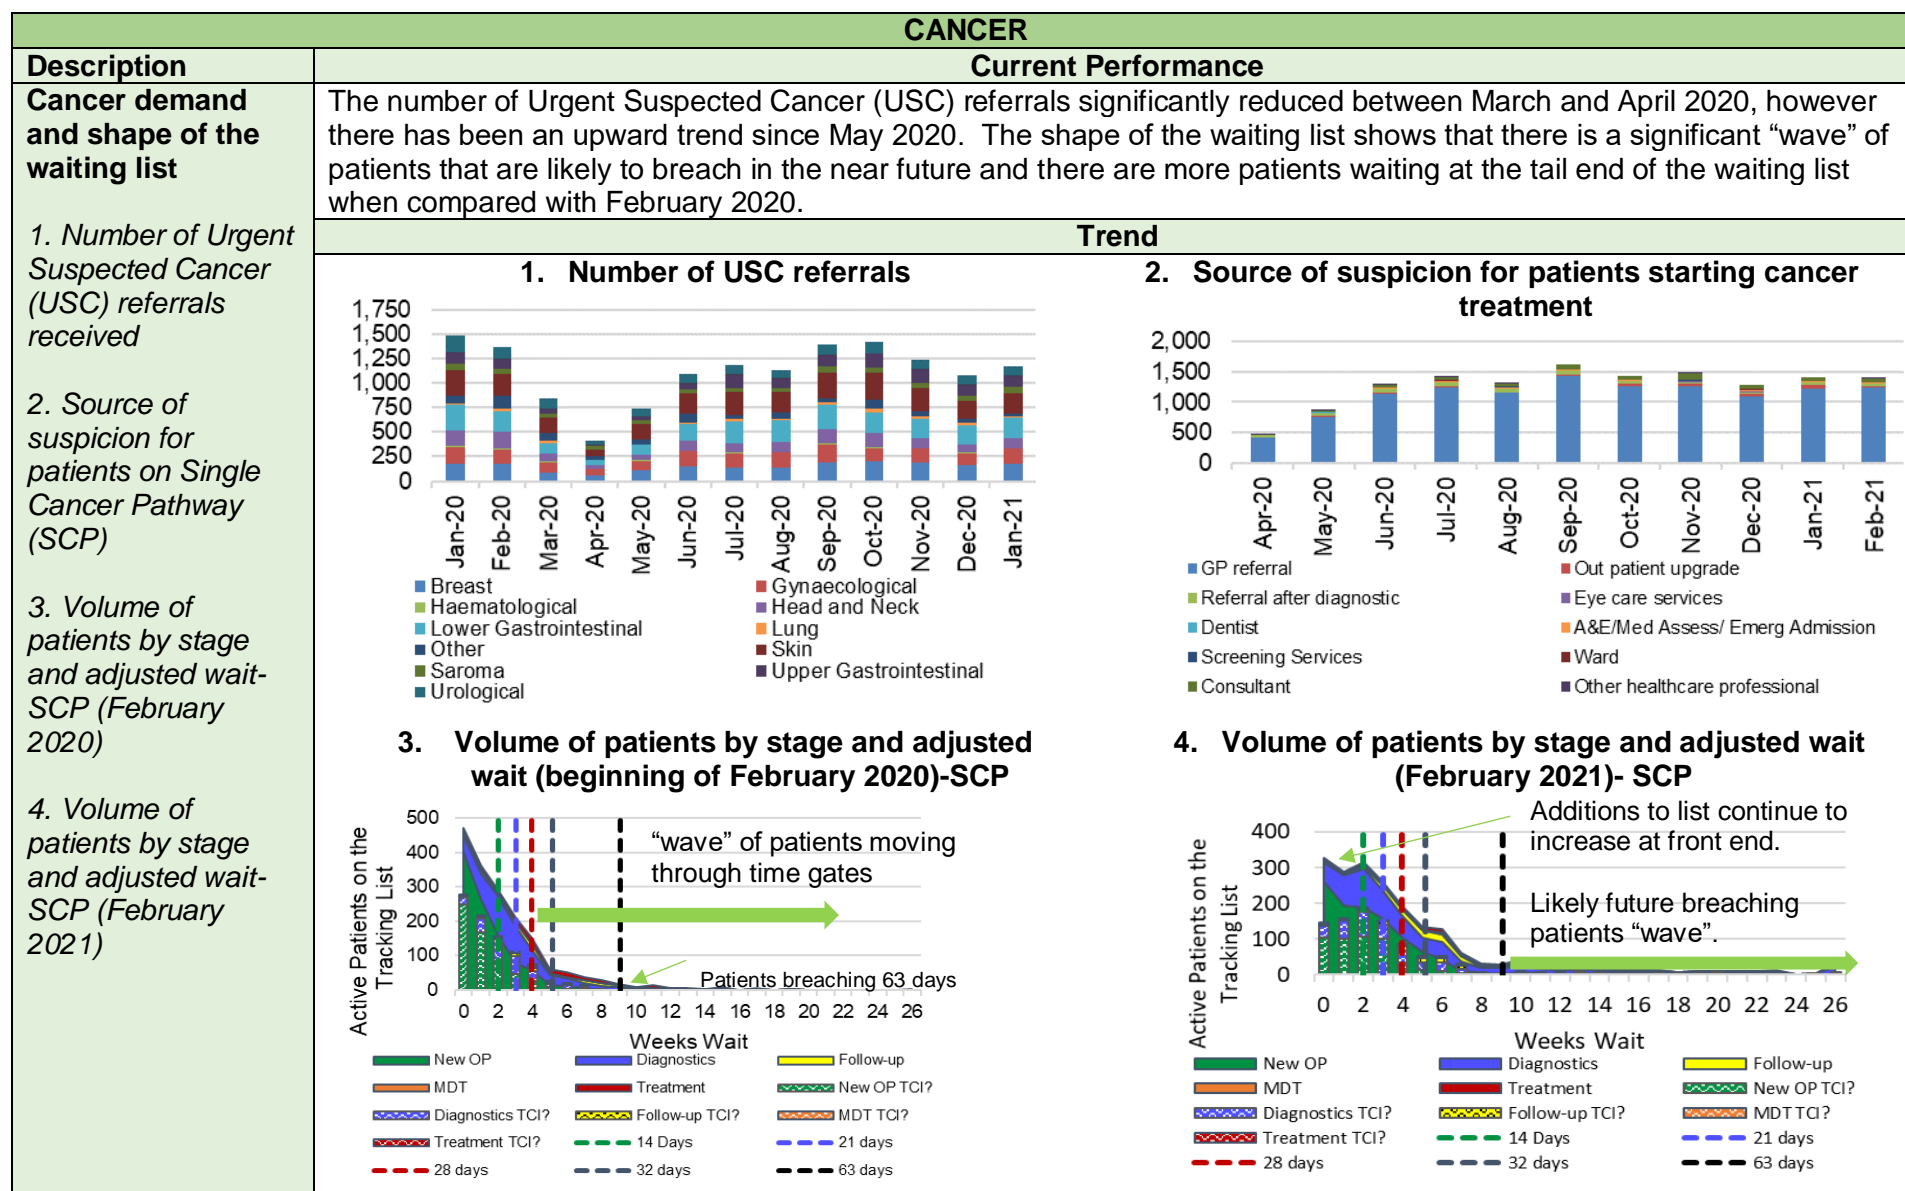 CANCER
Description
Current Performance
Cancer demand
and shape of the
waiting list
1. Number of Urgent
Suspected Cancer
(USC) referrals
received
2. Source of
suspicion for
patients on Single
Cancer Pathway
(SCP)
3. Volume of
patients by stage
and adjusted wait-
SCP (February
2020)
4. Volume of
patients by stage
and adjusted wait-
SCP (February
2021)
The number of Urgent Suspected Cancer (USC) referrals significantly reduced between March and April 2020, however
there has been an upward trend since May 2020. The shape of the waiting list shows that there is a significant “wave” of
patients that are likely to breach in the near future and there are more patients waiting at the tail end of the waiting list
when compared with February 2020.
Trend
1. Number of USC referrals
1,750
1,500
1,250
1,000
750
500
250
0
Jan-20
Feb-20
Mar-20
Apr-20
May-20
Jun-20
Jul-20
Aug-20
Sep-20
Oct-20
Nov-20
Dec-20
Jan-21
Breast
Gynaecological
Haematological
Head and Neck
Lower Gastrointestinal
Lung
Other
Skin
Saroma
Upper Gastrointestinal
Urological
2. Source of suspicion for patients starting cancer
treatment
2,000
1,500
1,000
500
0
Apr-20
May-20
Jun-20
Jul-20
Aug-20
Sep-20
Oct-20
Nov-20
Dec-20
Jan-21
Feb-21
GP referral
Out patient upgrade
Referral after diagnostic
Eye care services
Dentist
A&E/Med Assess/ Emerg Admission
Screening Services
Ward
Consultant
Other healthcare professional
3. Volume of patients by stage and adjusted
wait (beginning of February 2020)-SCP
Active Patients on the
Tracking List
500
400
300
200
100
0
“wave” of patients moving
through time gates
Patients breaching 63 days
0 2 4 6 8 10 12 14 16 18 20 22 24 26
Weeks Wait
New OP
Diagnostics
Follow-up
MDT
Treatment
New OP TCI?
Diagnostics TCI?
Follow-up TCI?
MDT TCI?
Treatment TCI?
14 Days
21 days
28 days
32 days
63 days
4. Volume of patients by stage and adjusted wait
(February 2021)- SCP
Active Patients on the
Tracking List
400
300
200
100
0
Additions to list continue to
increase at front end.
Likely future breaching
patients “wave”.
0 2 4 6 8 10 12 14 16 18 20 22 24 26
Weeks Wait
New OP
Diagnostics
Follow-up
MDT
Treatment
New OP TCI?
Diagnostics TCI?
Follow-up TCI?
MDT TCI?
Treatment TCI?
14 Days
21 days
28 days
32 days
63 days